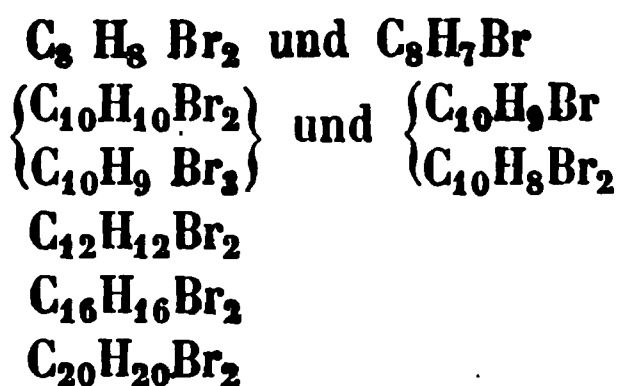 C₈ H₈ Br₂ und C₈H₇Br
{C₁₀H₁₀Br₂} und {C₁₀H₉Br
{C₁₀H₉ Br₃} {C₁₀H₈Br₂
C₁₂H₁₂Br₂
C₁₆H₁₆Br₂
C₂₀H₂₀Br₂